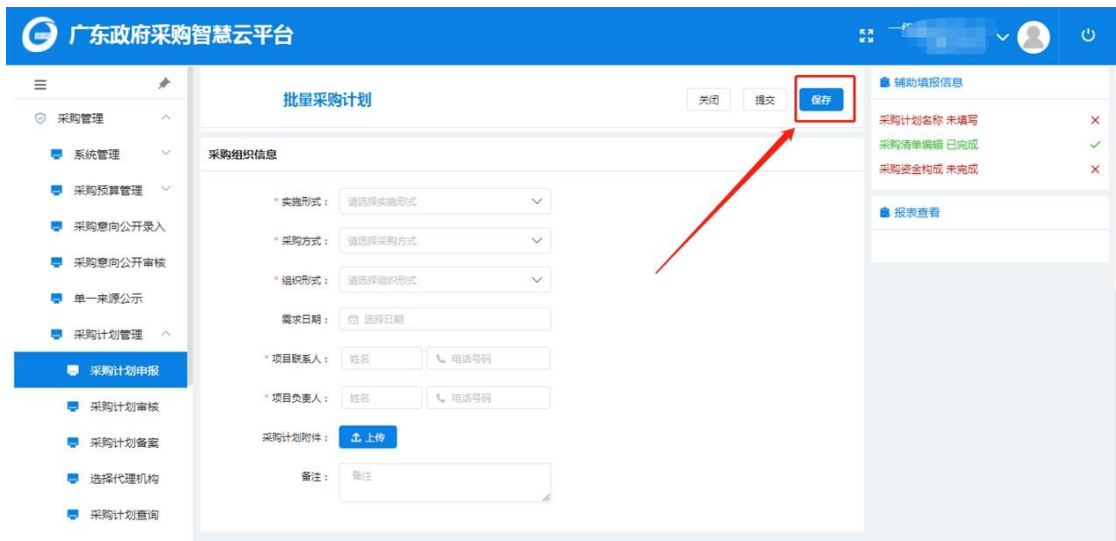 广东政府采购智慧云平台
批量采购计划
关闭 提交 保存
采购管理
系统管理
采购预算管理
采购意向公开录入
采购意向公开审核
单一来源公示
采购计划管理
采购计划申报
采购计划审核
采购计划备案
选择代理机构
采购计划查询
采购组织信息
* 实施形式： 请选择实施形式
* 采购方式： 请选择采购方式
* 组织形式： 请选择组织形式
需求日期： 选择日期
* 项目联系人： 姓名 电话号码
* 项目负责人： 姓名 电话号码
采购计划附件： 上传
备注： 备注
辅助填报信息
采购计划名称 未填写
采购清单编辑 已完成
采购资金构成 未完成
报表查看